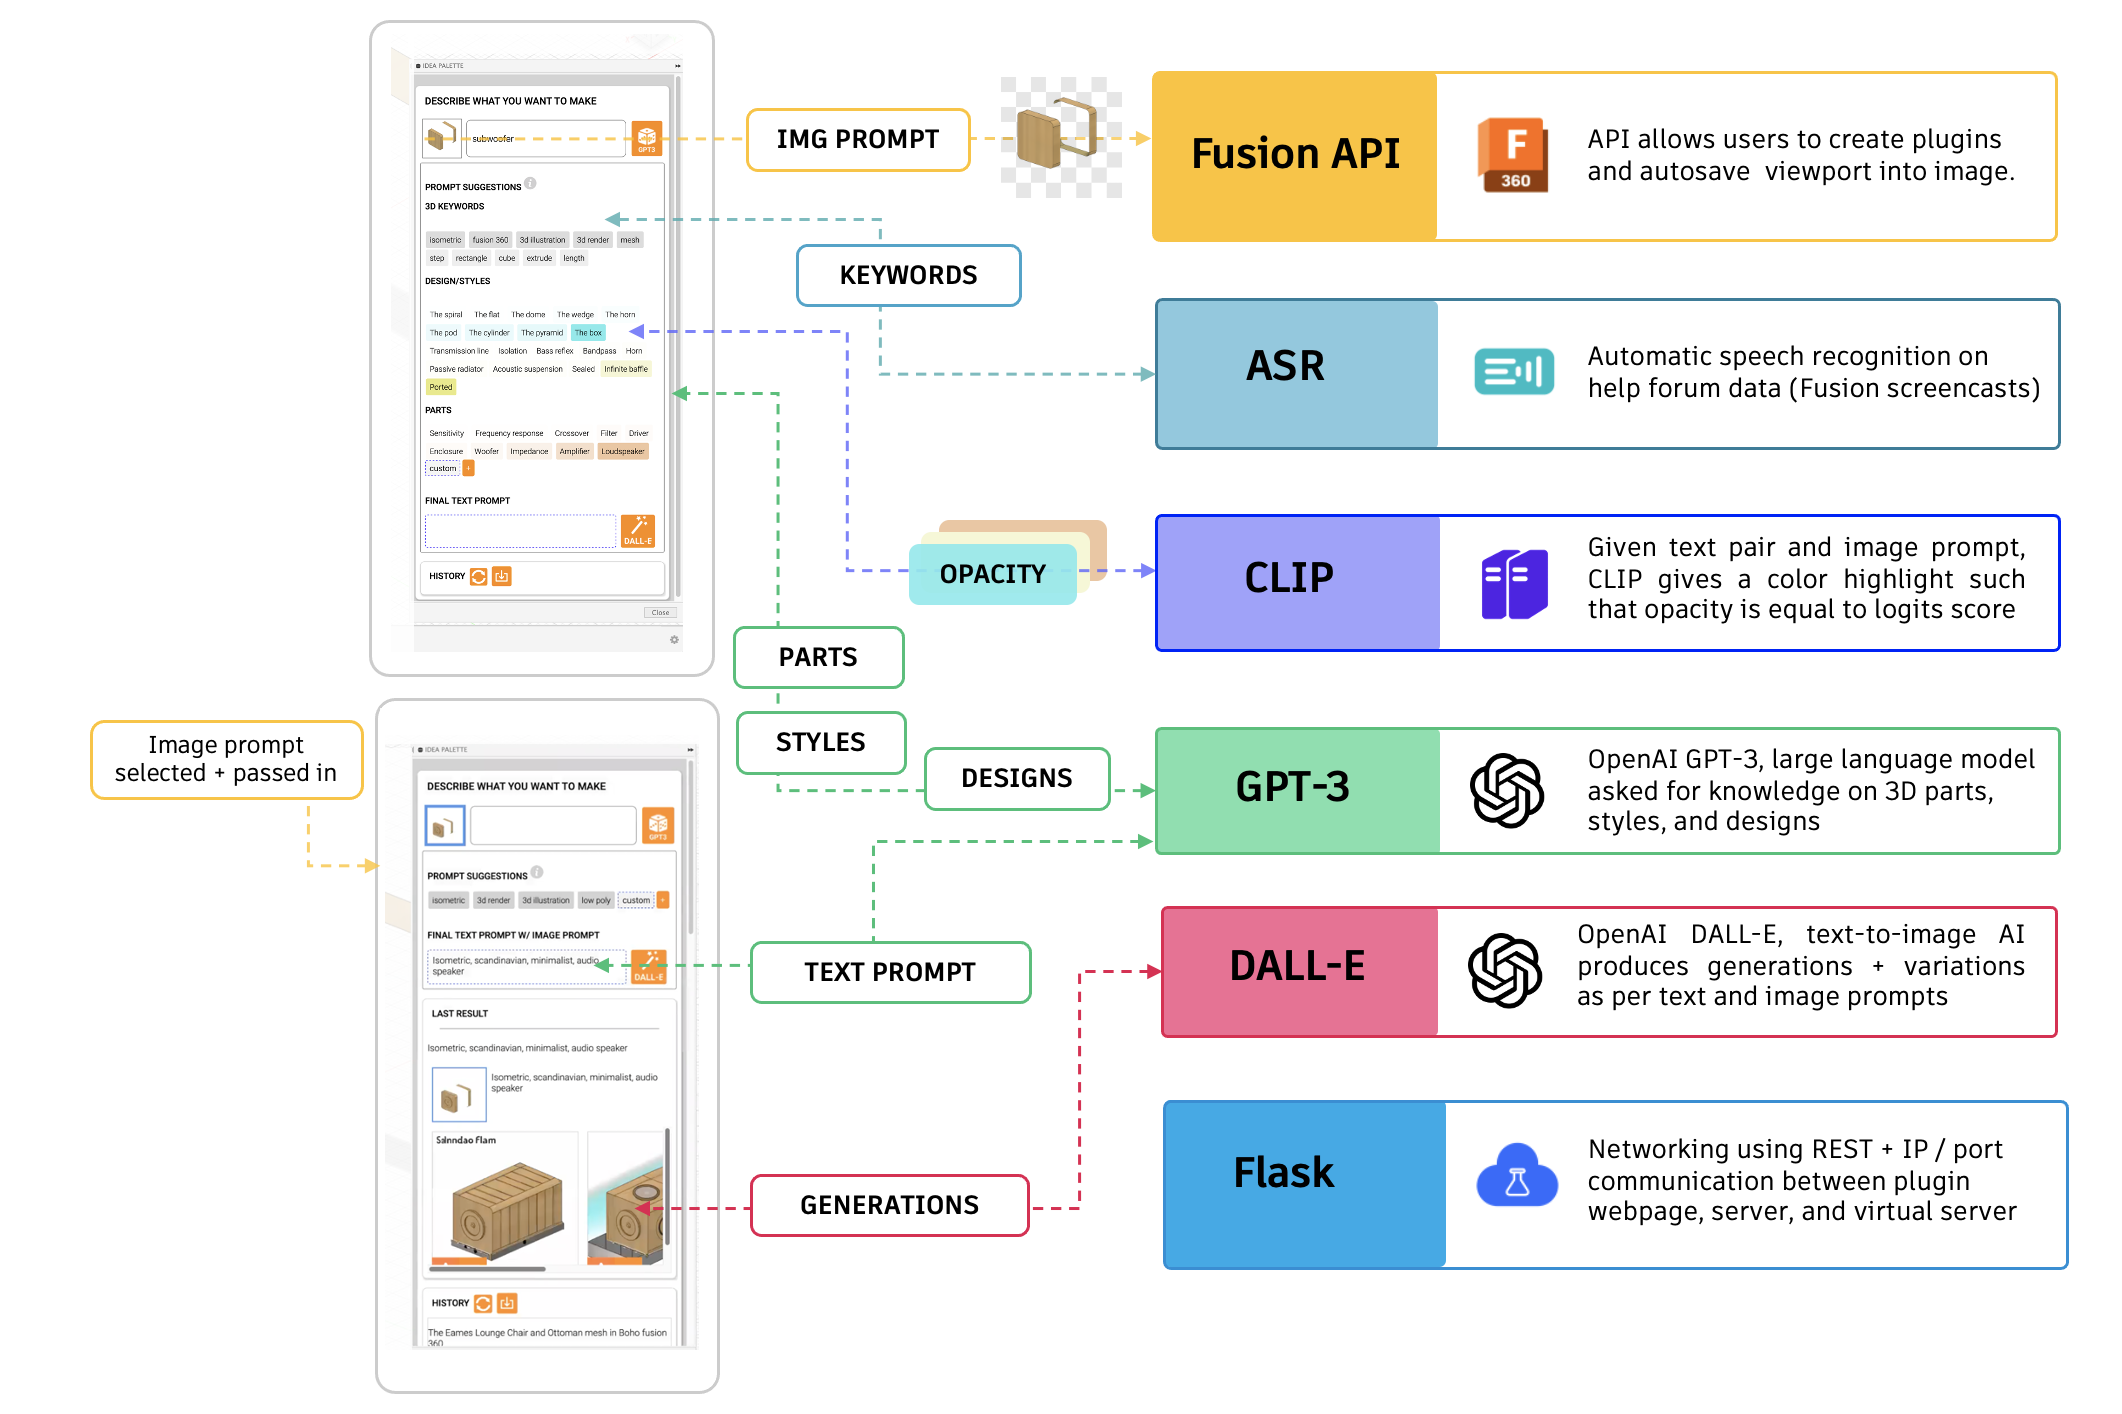 IDEA PALETTE
DESCRIBE WHAT YOU WANT TO MAKE
subwoofer
GPT3
PROMPT SUGGESTIONS
3D KEYWORDS
isometric fusion 360 3d illustration 3d render mesh
step rectangle cube extrude length
DESIGN/STYLES
The spiral The flat The dome The wedge The horn
The pod The cylinder The pyramid The box
Transmission line Isolation Bass reflex Bandpass Horn
Passive radiator Acoustic suspension Sealed Infinite baffle
Ported
PARTS
Sensitivity Frequency response Crossover Filter Driver
Enclosure Woofer Impedance Amplifier Loudspeaker
custom +
FINAL TEXT PROMPT
DALL-E
HISTORY
Close
Image prompt
selected + passed in
IDEA PALETTE
DESCRIBE WHAT YOU WANT TO MAKE
GPT3
PROMPT SUGGESTIONS
isometric 3d render 3d illustration low poly custom +
FINAL TEXT PROMPT W/ IMAGE PROMPT
Isometric, scandinavian, minimalist, audio
speaker
DALL-E
LAST RESULT
Isometric, scandinavian, minimalist, audio speaker
Isometric, scandinavian, minimalist, audio
speaker
Salnndao Flam
HISTORY
The Eames Lounge Chair and Ottoman mesh in Boho fusion
360
IMG PROMPT
KEYWORDS
OPACITY
PARTS
STYLES
DESIGNS
TEXT PROMPT
GENERATIONS
Fusion API
F
360
API allows users to create plugins
and autosave viewport into image.
ASR
Automatic speech recognition on
help forum data (Fusion screencasts)
CLIP
Given text pair and image prompt,
CLIP gives a color highlight such
that opacity is equal to logits score
GPT-3
OpenAI GPT-3, large language model
asked for knowledge on 3D parts,
styles, and designs
DALL-E
OpenAI DALL-E, text-to-image AI
produces generations + variations
as per text and image prompts
Flask
Networking using REST + IP / port
communication between plugin
webpage, server, and virtual server